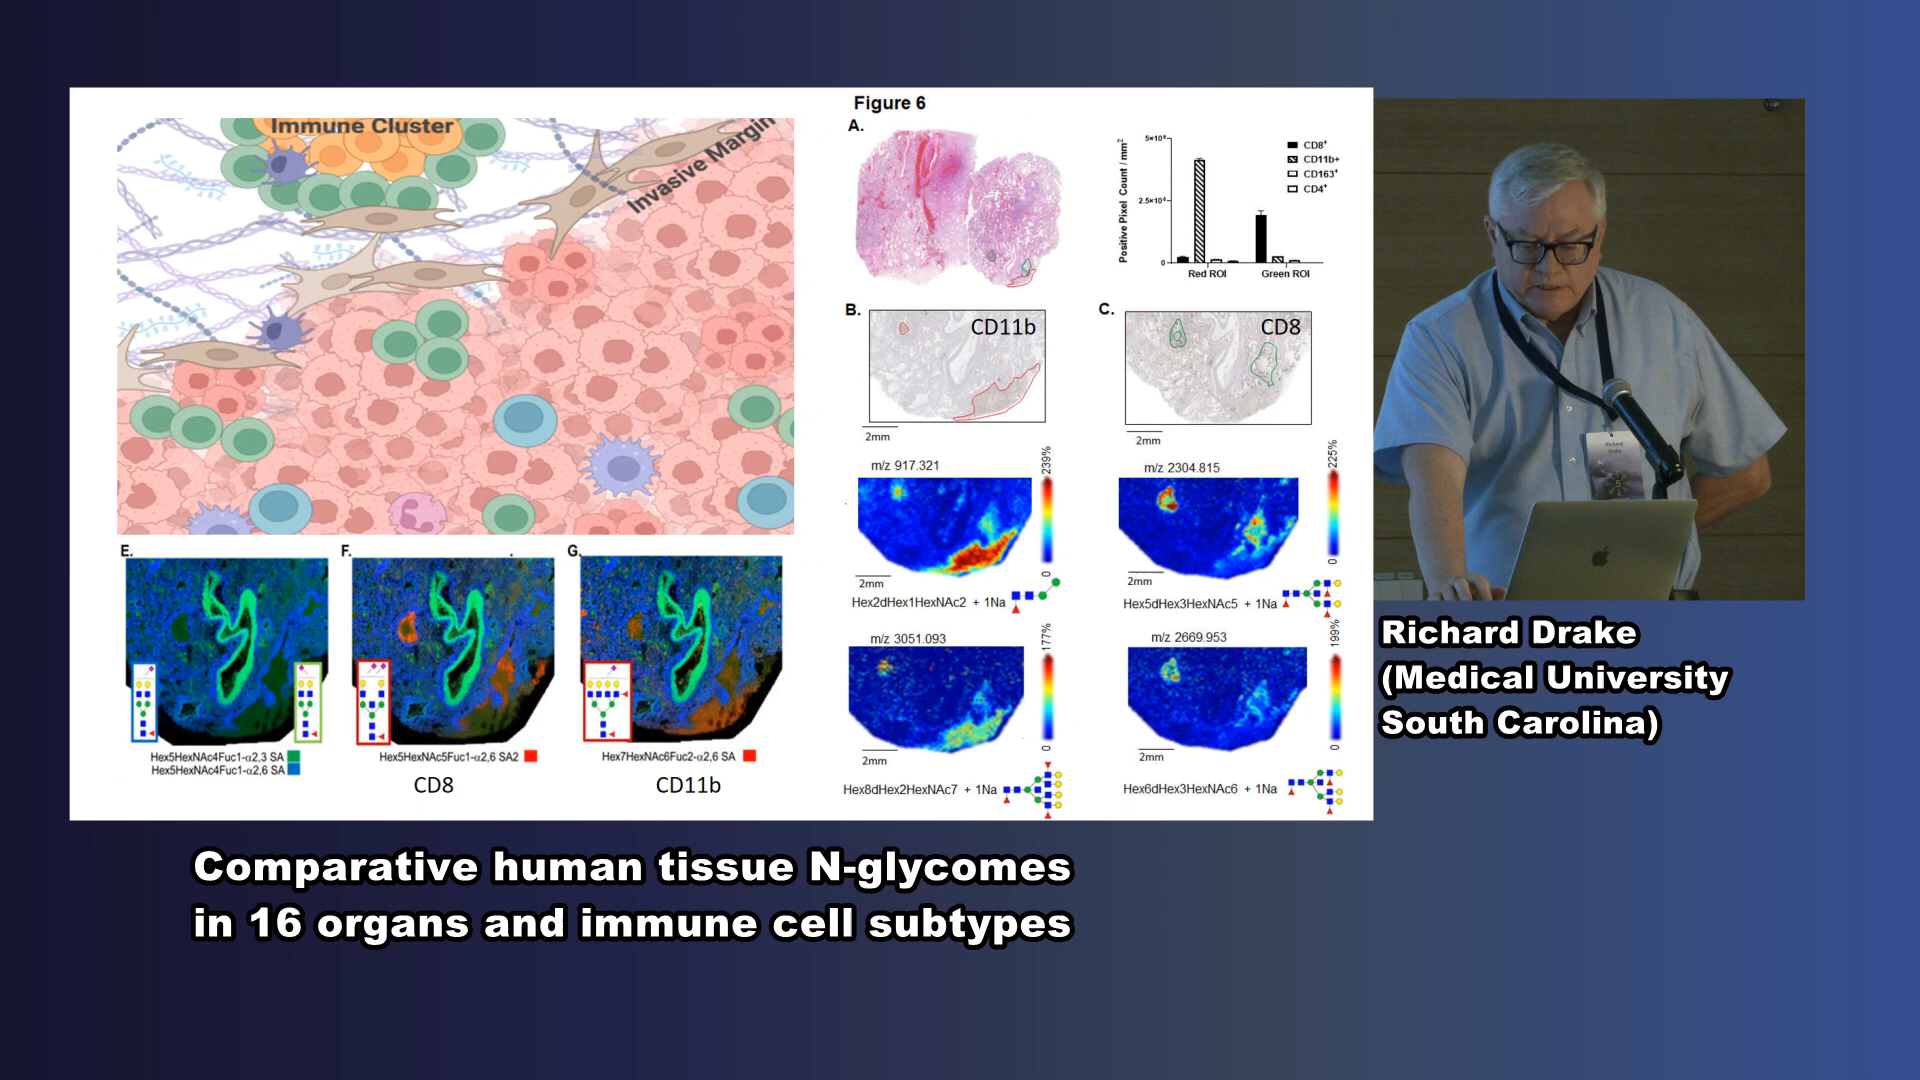 Immune Cluster
Invasive Margin
Figure 6
A.
Positive Pixel Count / mm²
5×10⁶
2.5×10⁶
0
CD8⁺
CD11b+
CD163⁺
CD4⁺
Red ROI
Green ROI
B.
CD11b
2mm
C.
CD8
2mm
m/z 917.321
239%
0
2mm
Hex2dHex1HexNAc2 + 1Na
m/z 2304.815
225%
0
2mm
Hex5dHex3HexNAc5 + 1Na
m/z 3051.093
177%
0
2mm
Hex8dHex2HexNAc7 + 1Na
m/z 2669.953
199%
0
2mm
Hex6dHex3HexNAc6 + 1Na
E.
Hex5HexNAc4Fuc1-α2,3 SA
Hex5HexNAc4Fuc1-α2,6 SA
F.
Hex5HexNAc5Fuc1-α2,6 SA2
CD8
G.
Hex7HexNAc6Fuc2-α2,6 SA
CD11b
Richard
Drake
Richard Drake
(Medical University
South Carolina)
Comparative human tissue N-glycomes
in 16 organs and immune cell subtypes